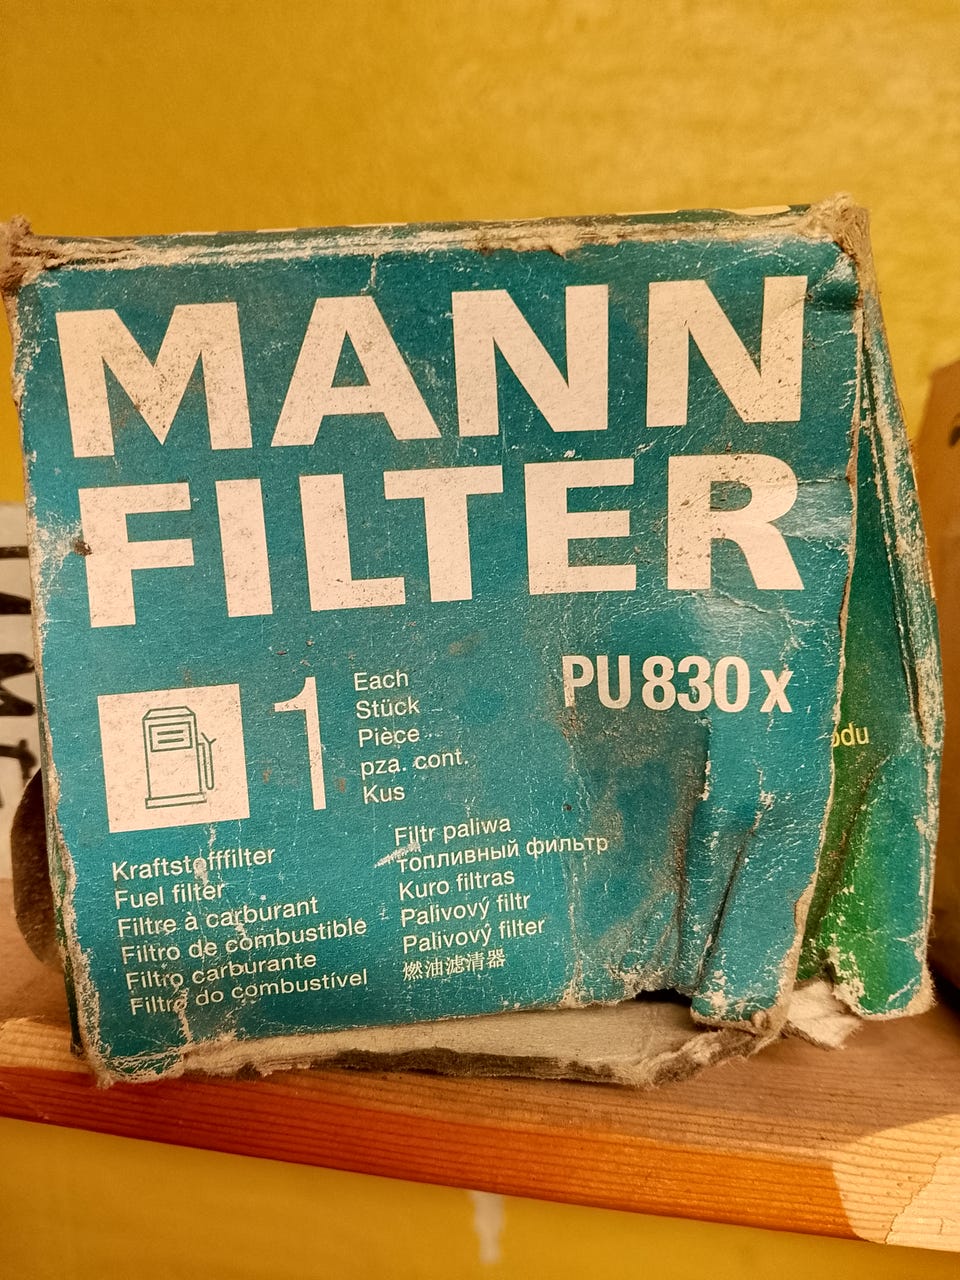 MANN
FILTER
PU 830 x
1
Each
Stück
Pièce
pza. cont.
Kus
Kraftstofffilter
Fuel filter
Filtre à carburant
Filtro de combustible
Filtro carburante
Filtro do combustível
Filtr paliwa
топливный фильтр
Kuro filtras
Palivový filtr
Palivový filter
燃油滤清器